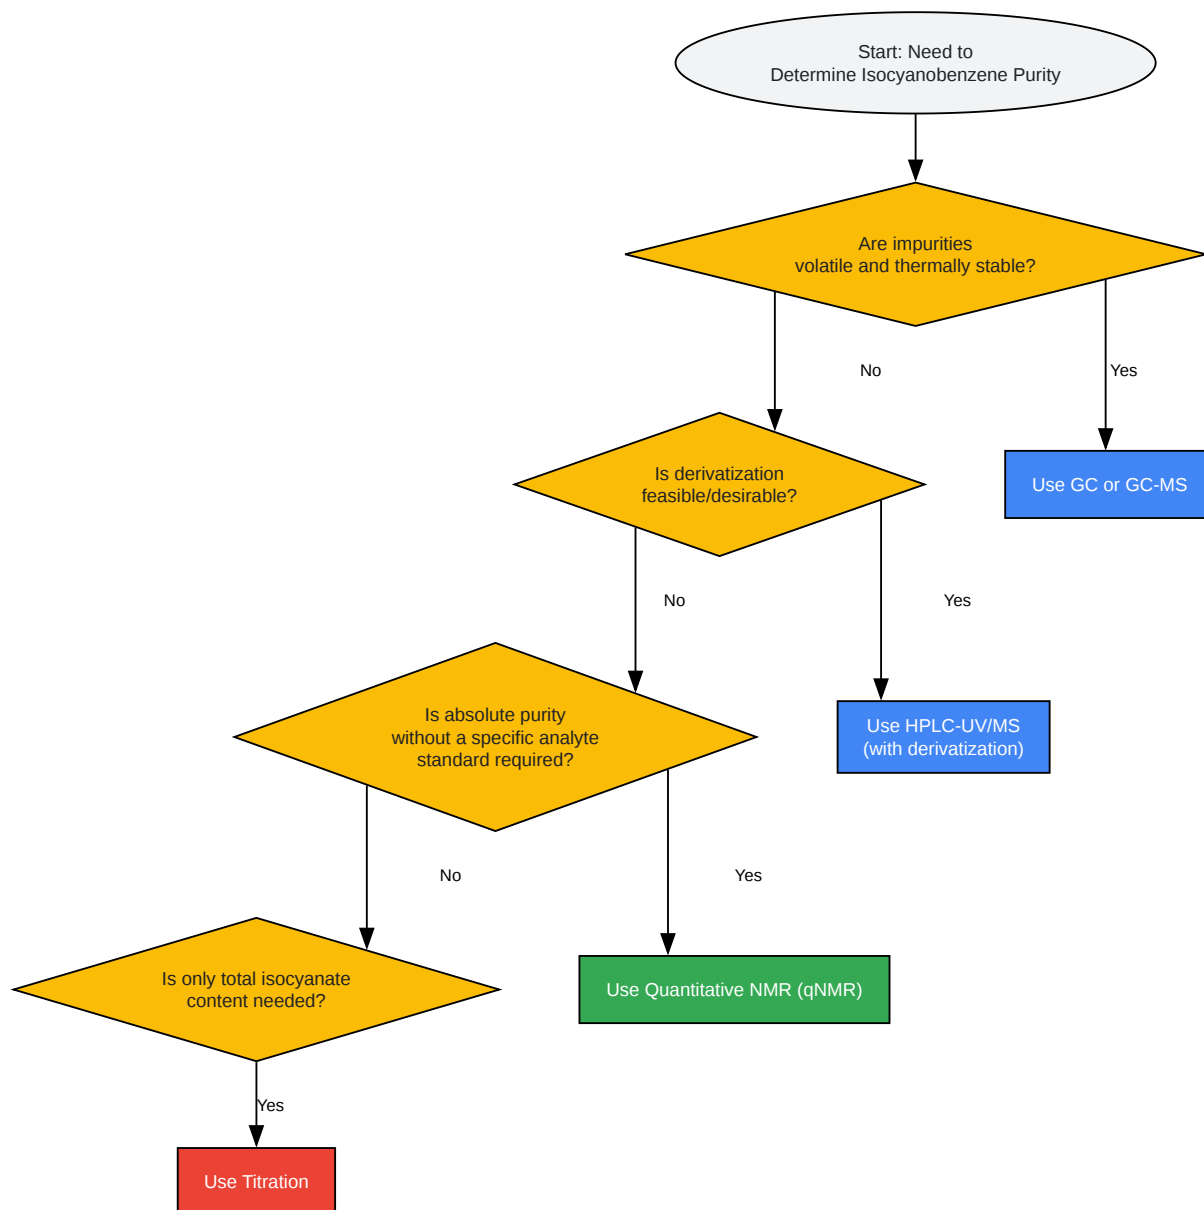 Start: Need to
Determine Isocyanobenzene Purity
Are impurities
volatile and thermally stable?
No
Yes
Is derivatization
feasible/desirable?
Use GC or GC-MS
No
Yes
Is absolute purity
without a specific analyte
standard required?
Use HPLC-UV/MS
(with derivatization)
No
Yes
Is only total isocyanate
content needed?
Use Quantitative NMR (qNMR)
Yes
Use Titration